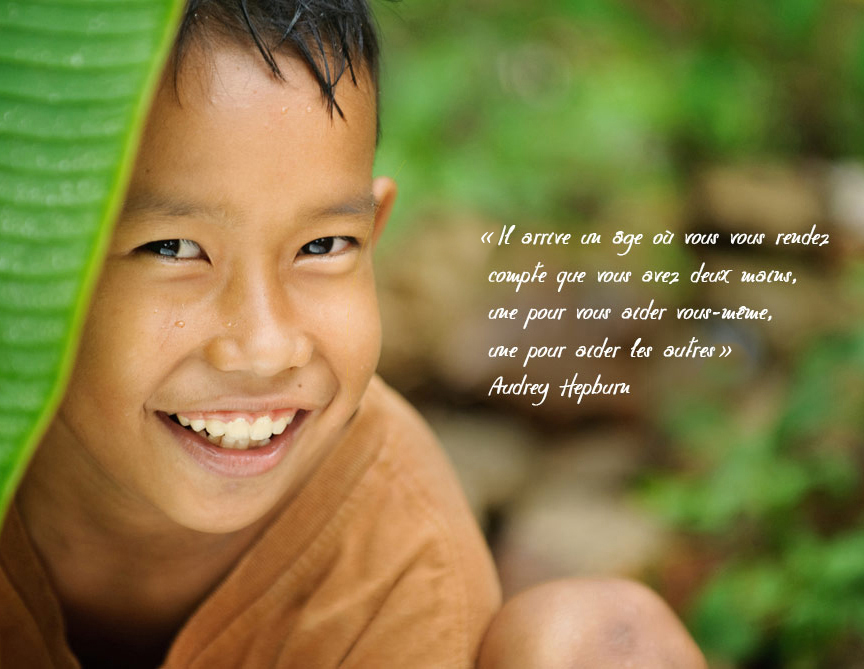 « Il arrive un âge où vous vous rendez
compte que vous avez deux mains,
une pour vous aider vous-même,
une pour aider les autres »
Audrey Hepburn